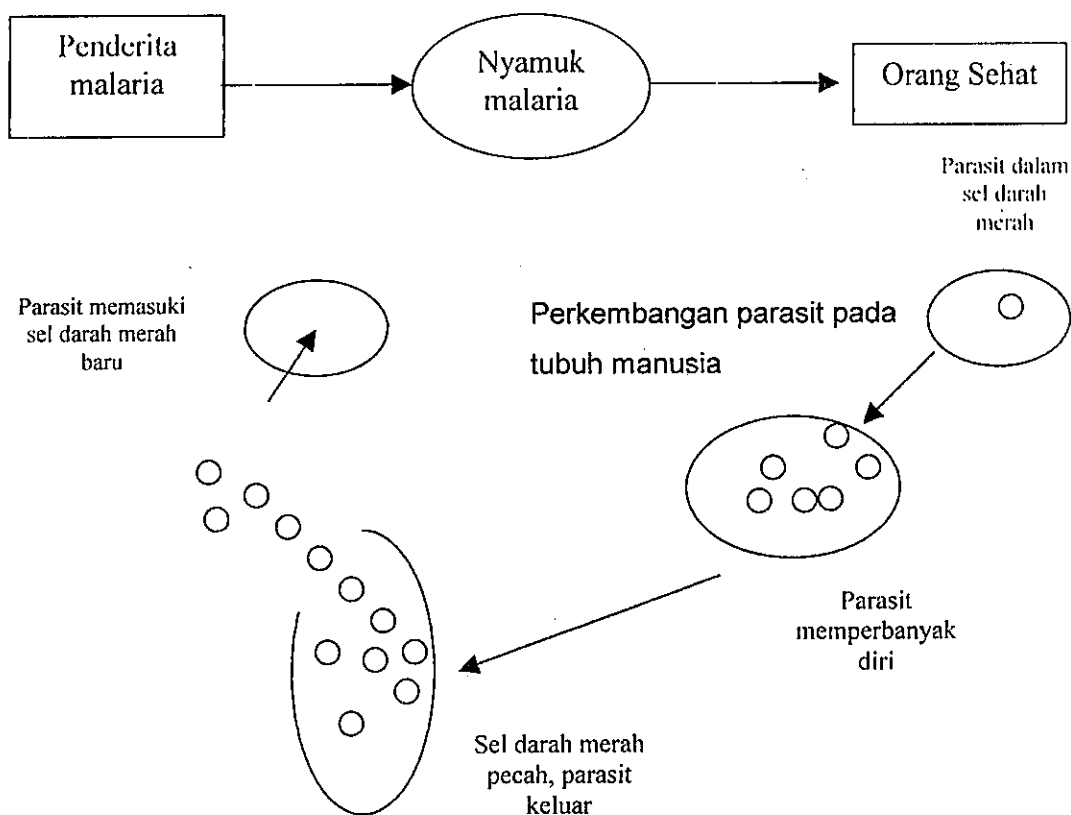 Penderita
malaria
Nyamuk
malaria
Orang Sehat
Parasit dalam
sel darah
merah
Parasit memasuki
sel darah merah
baru
Perkembangan parasit pada
tubuh manusia
Parasit
memperbanyak
diri
Sel darah merah
pecah, parasit
keluar